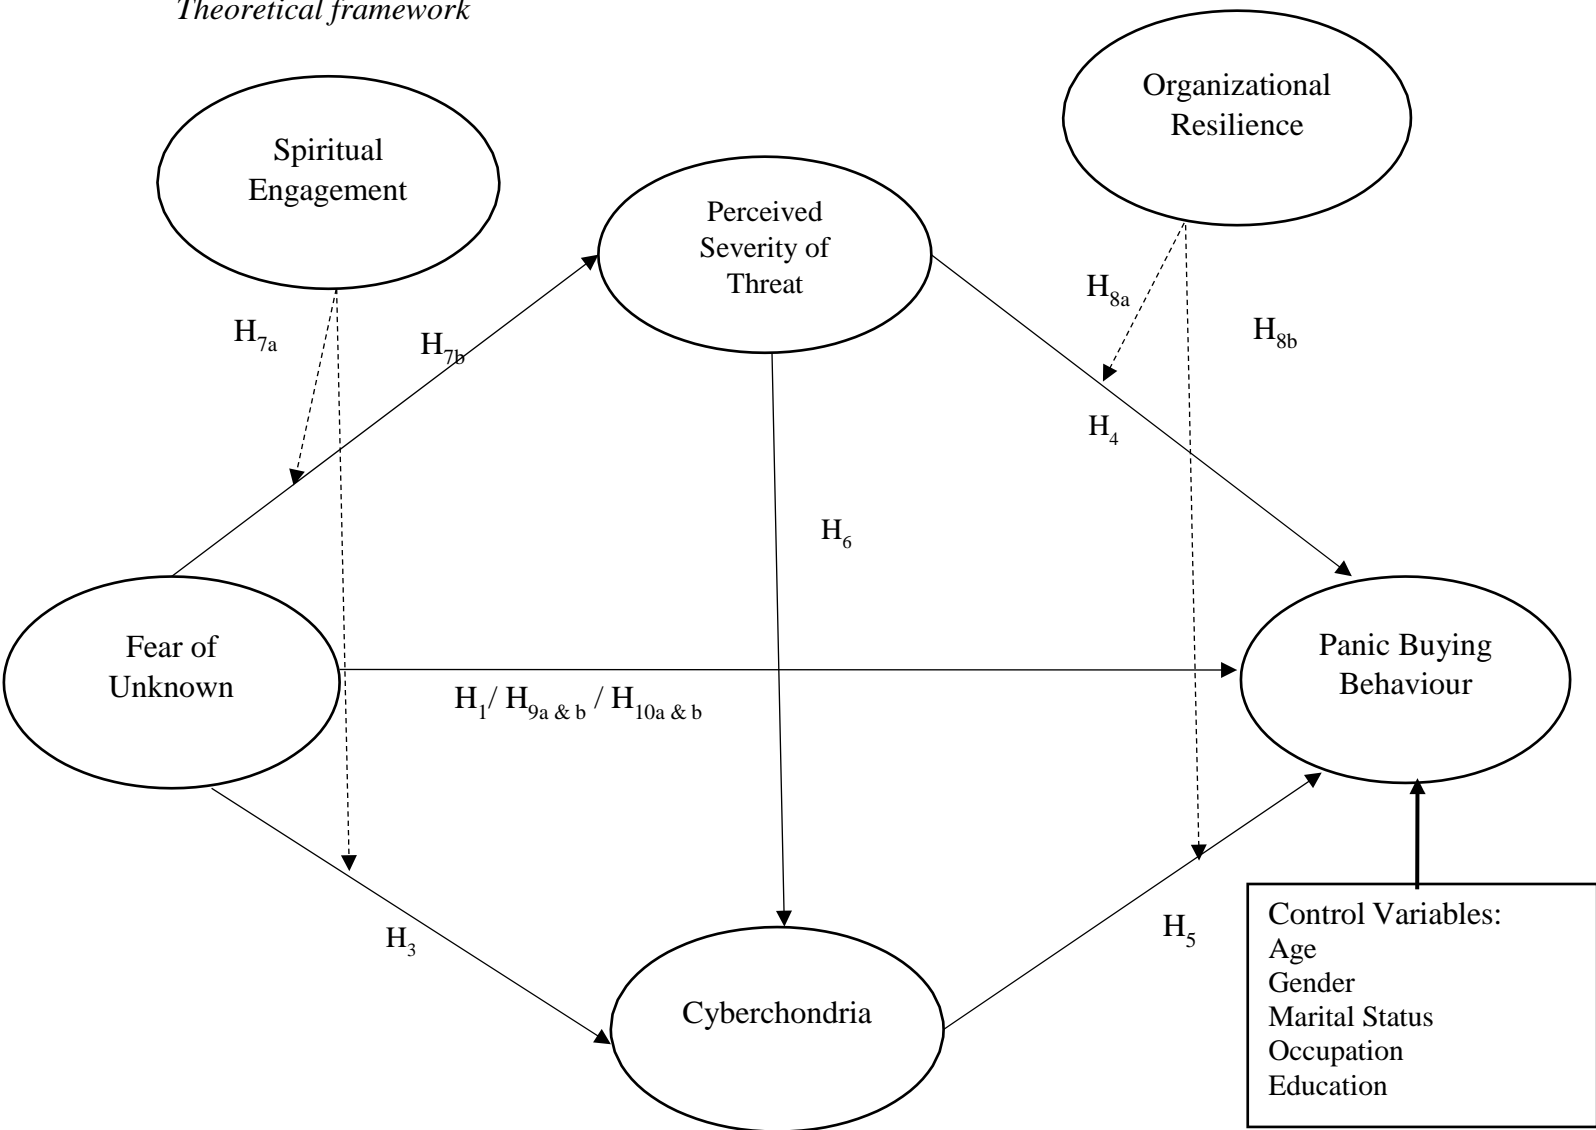 Theoretical framework
Organizational
Resilience
Spiritual
Engagement
Perceived
Severity of
Threat
H8a
H7a
H7b
H8b
H4
H6
Fear of
Unknown
Panic Buying
Behaviour
H1/ H9a & b / H10a & b
H3
H5
Cyberchondria
Control Variables:
Age
Gender
Marital Status
Occupation
Education